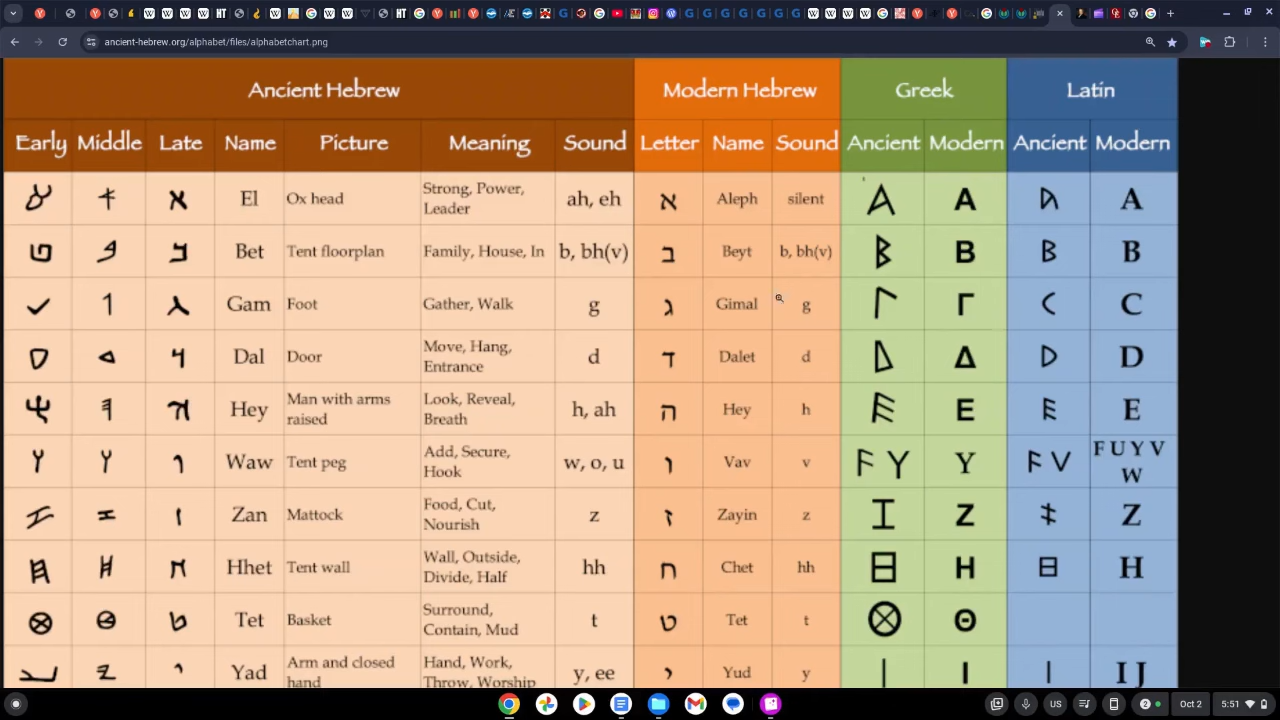 ancient-hebrew.org/alphabet/files/alphabetchart.png
Ancient Hebrew Modern Hebrew Greek Latin
Early Middle Late Name Picture Meaning Sound Letter Name Sound Ancient Modern Ancient Modern
El Ox head Strong, Power, Leader ah, eh א Aleph silent A A A A
Bet Tent floorplan Family, House, In b, bh(v) ב Beyt b, bh(v) B B B B
Gam Foot Gather, Walk g ג Gimal g Γ Γ C C
Dal Door Move, Hang, Entrance d ד Dalet d Δ Δ D D
Hey Man with arms raised Look, Reveal, Breath h, ah ה Hey h E E E E
Waw Tent peg Add, Secure, Hook w, o, u ו Vav v F Y Y F V F U Y V W
Zan Mattock Food, Cut, Nourish z ז Zayin z I Z Z
Hhet Tent wall Wall, Outside, Divide, Half hh ח Chet hh H H
Tet Basket Surround, Contain, Mud t ט Tet t Θ
Yad Arm and closed hand Hand, Work, Throw, Worship y, ee י Yud y I I I I J
US Oct 2 5:51